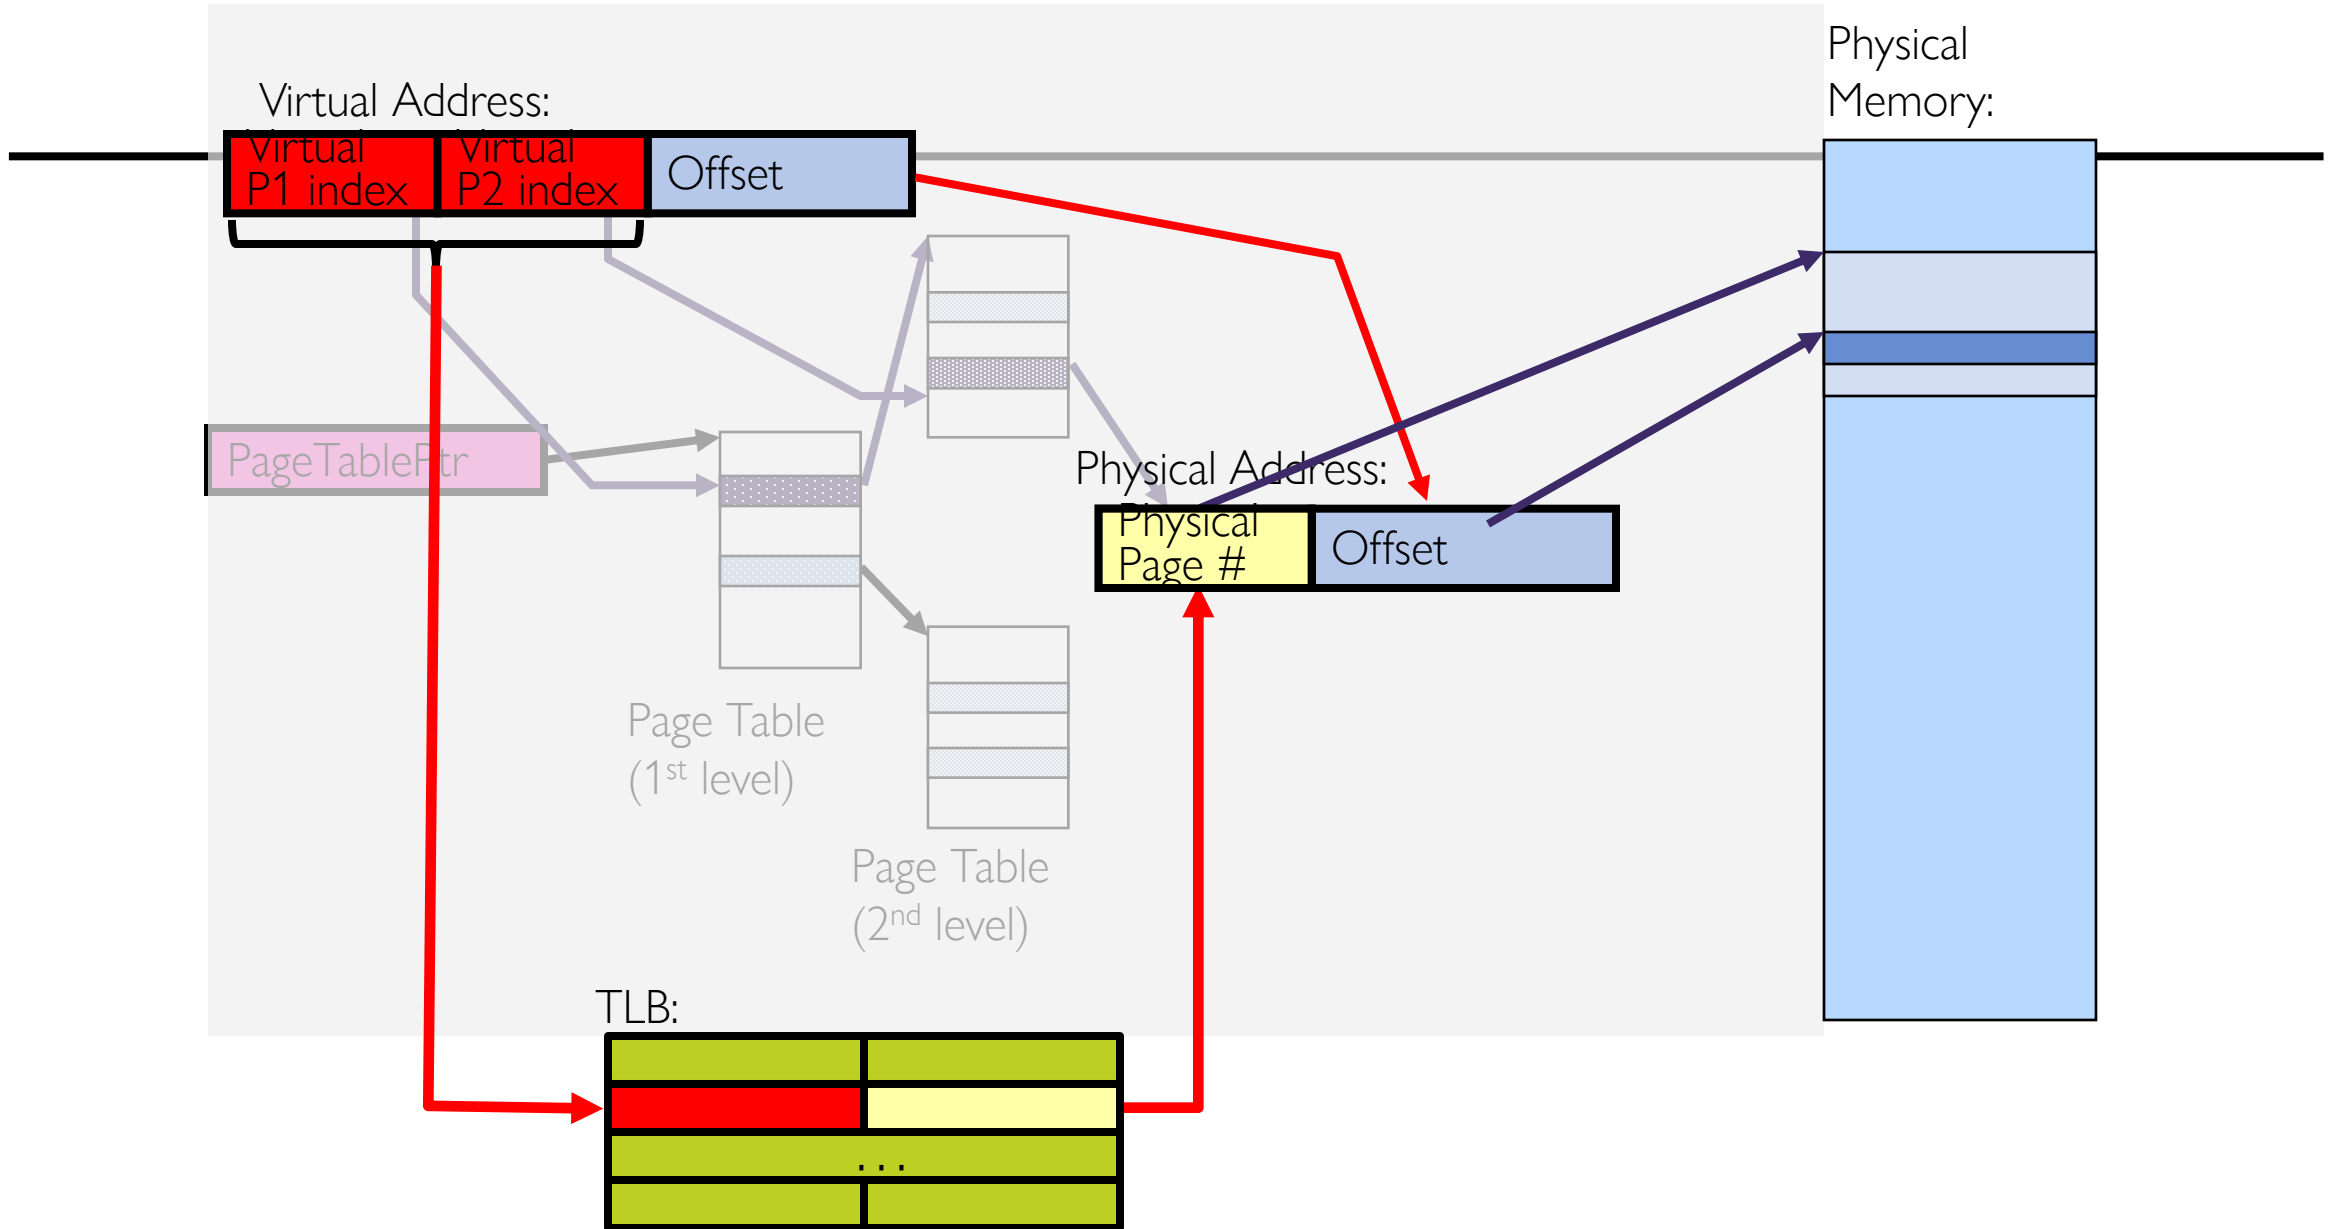 Physical
Memory:
Virtual Address:
Virtual
P1 index
Virtual
P2 index
Offset
PageTablePtr
Physical Address:
Physical
Page #
Offset
Page Table
(1st level)
Page Table
(2nd level)
TLB:
...